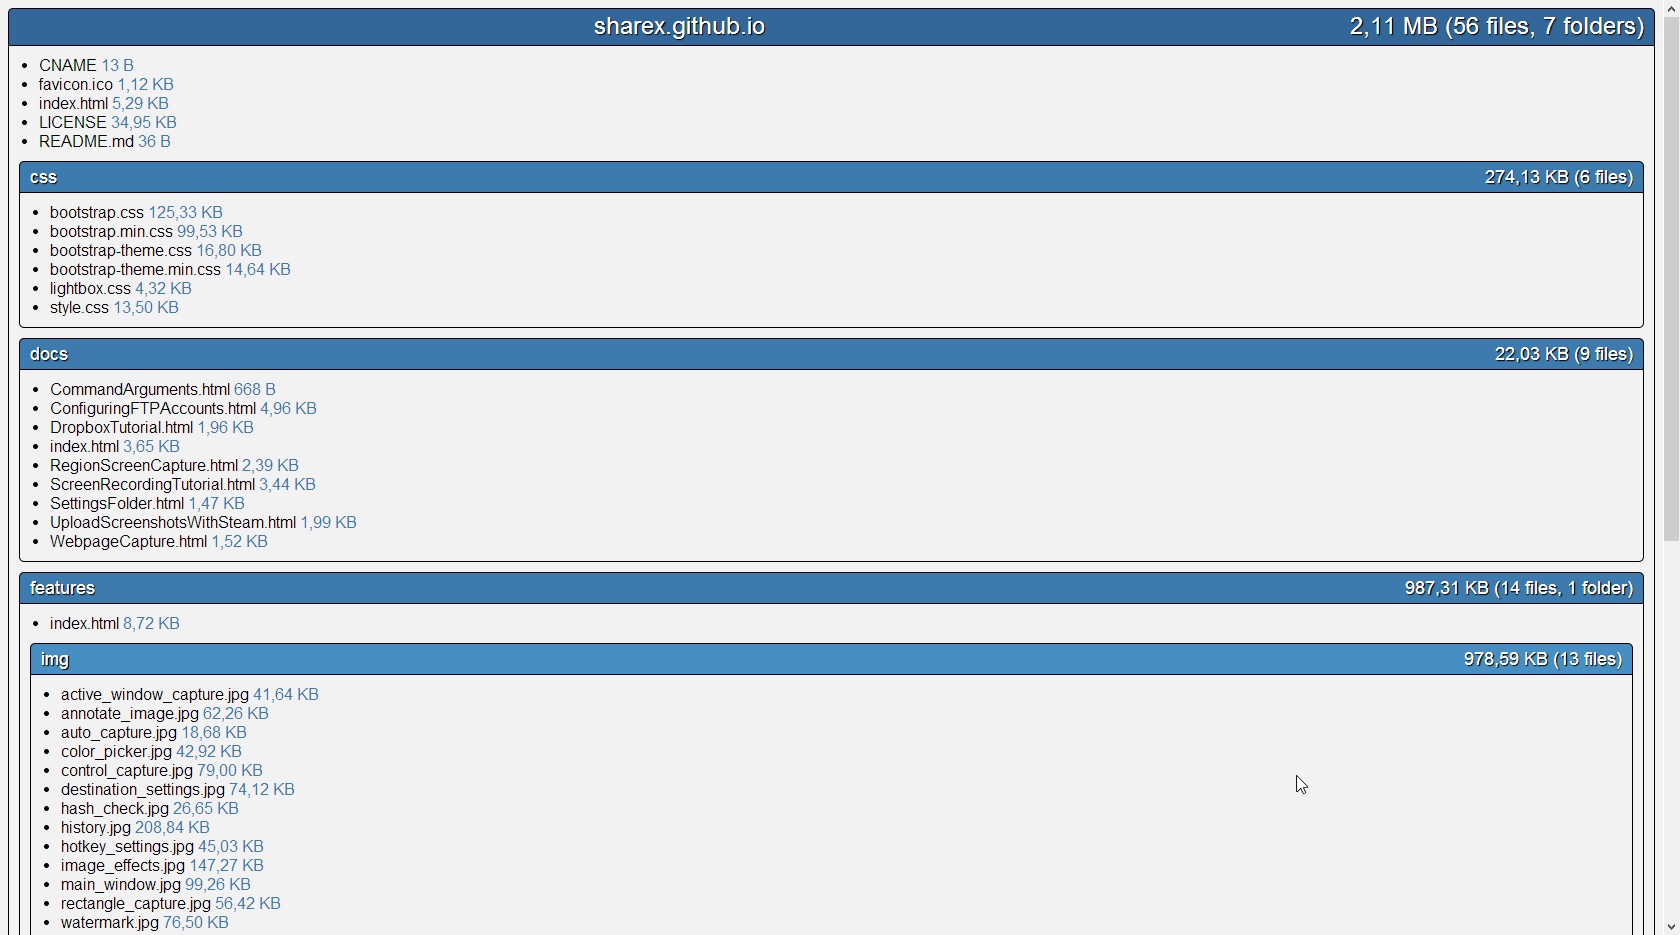 sharex.github.io 2,11 MB (56 files, 7 folders)
CNAME 13 B
favicon.ico 1,12 KB
index.html 5,29 KB
LICENSE 34,95 KB
README.md 36 B
css 274,13 KB (6 files)
bootstrap.css 125,33 KB
bootstrap.min.css 99,53 KB
bootstrap-theme.css 16,80 KB
bootstrap-theme.min.css 14,64 KB
lightbox.css 4,32 KB
style.css 13,50 KB
docs 22,03 KB (9 files)
CommandArguments.html 668 B
ConfiguringFTPAccounts.html 4,96 KB
DropboxTutorial.html 1,96 KB
index.html 3,65 KB
RegionScreenCapture.html 2,39 KB
ScreenRecordingTutorial.html 3,44 KB
SettingsFolder.html 1,47 KB
UploadScreenshotsWithSteam.html 1,99 KB
WebpageCapture.html 1,52 KB
features 987,31 KB (14 files, 1 folder)
index.html 8,72 KB
img 978,59 KB (13 files)
active_window_capture.jpg 41,64 KB
annotate_image.jpg 62,26 KB
auto_capture.jpg 18,68 KB
color_picker.jpg 42,92 KB
control_capture.jpg 79,00 KB
destination_settings.jpg 74,12 KB
hash_check.jpg 26,65 KB
history.jpg 208,84 KB
hotkey_settings.jpg 45,03 KB
image_effects.jpg 147,27 KB
main_window.jpg 99,26 KB
rectangle_capture.jpg 56,42 KB
watermark.jpg 76,50 KB